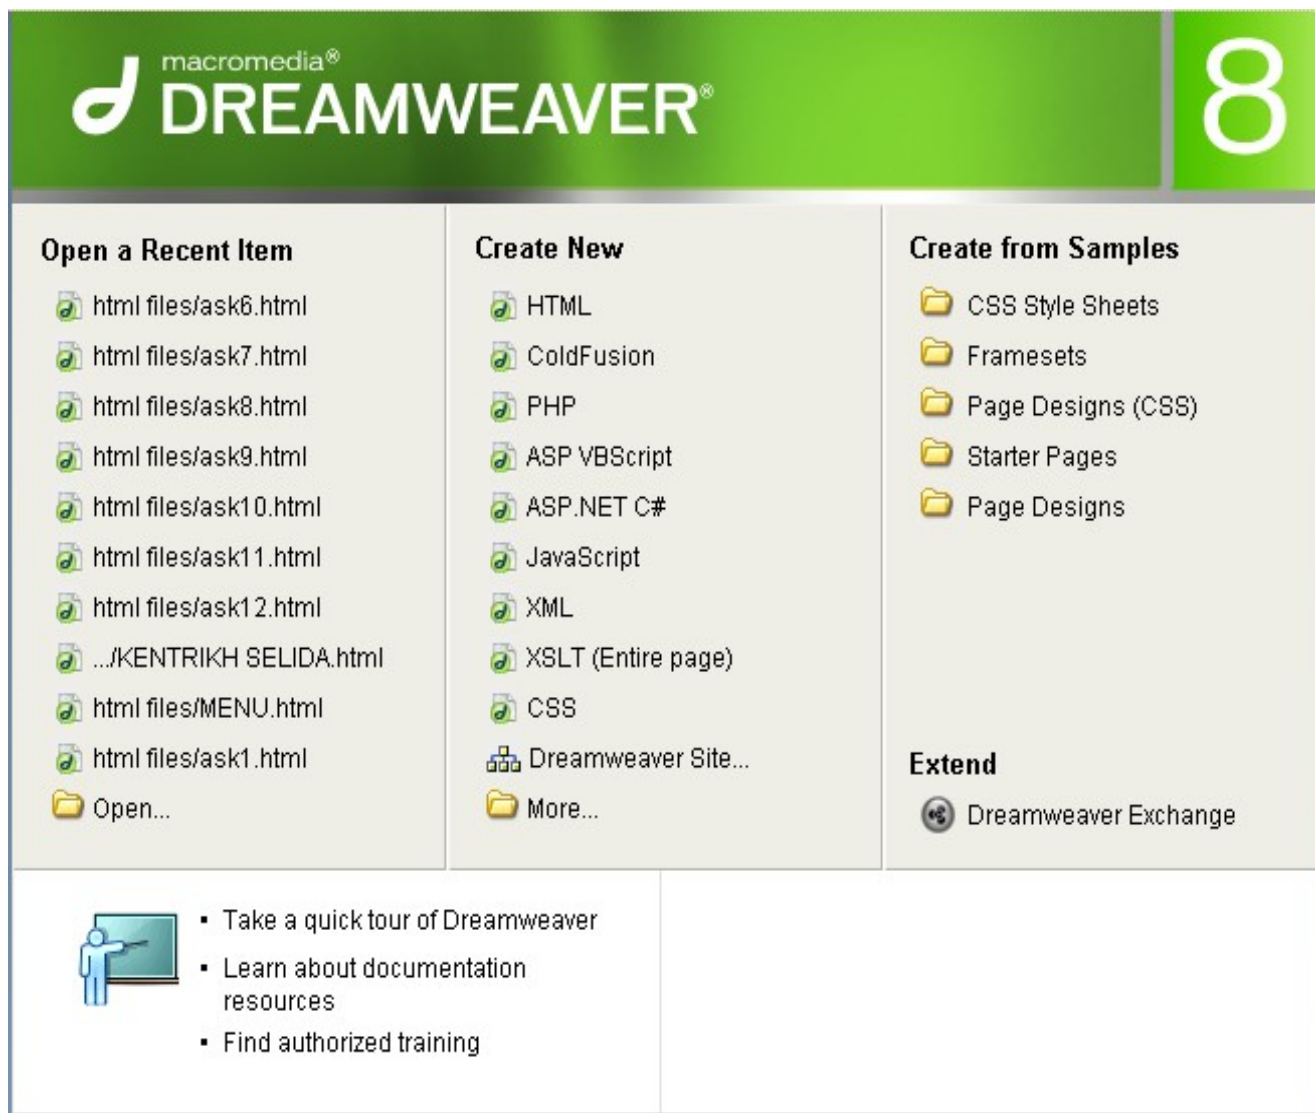 macromedia®
DREAMWEAVER®
8
Open a Recent Item
html files/ask6.html
html files/ask7.html
html files/ask8.html
html files/ask9.html
html files/ask10.html
html files/ask11.html
html files/ask12.html
.../KENTRIKH SELIDA.html
html files/MENU.html
html files/ask1.html
Open...
Create New
HTML
ColdFusion
PHP
ASP VBScript
ASP.NET C#
JavaScript
XML
XSLT (Entire page)
CSS
Dreamweaver Site...
More...
Create from Samples
CSS Style Sheets
Framesets
Page Designs (CSS)
Starter Pages
Page Designs
Extend
Dreamweaver Exchange
▪ Take a quick tour of Dreamweaver
▪ Learn about documentation
resources
▪ Find authorized training